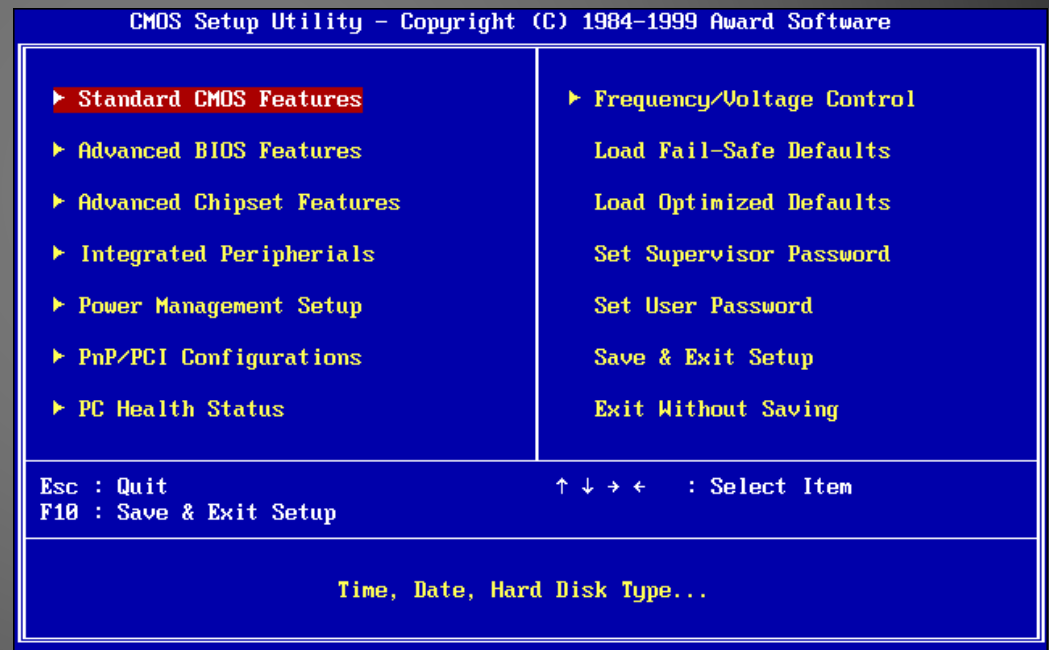 CMOS Setup Utility - Copyright (C) 1984-1999 Award Software
▶ Standard CMOS Features
▶ Advanced BIOS Features
▶ Advanced Chipset Features
▶ Integrated Peripherials
▶ Power Management Setup
▶ PnP/PCI Configurations
▶ PC Health Status
▶ Frequency/Voltage Control
Load Fail-Safe Defaults
Load Optimized Defaults
Set Supervisor Password
Set User Password
Save & Exit Setup
Exit Without Saving
Esc : Quit
F10 : Save & Exit Setup
↑ ↓ → ← : Select Item
Time, Date, Hard Disk Type...